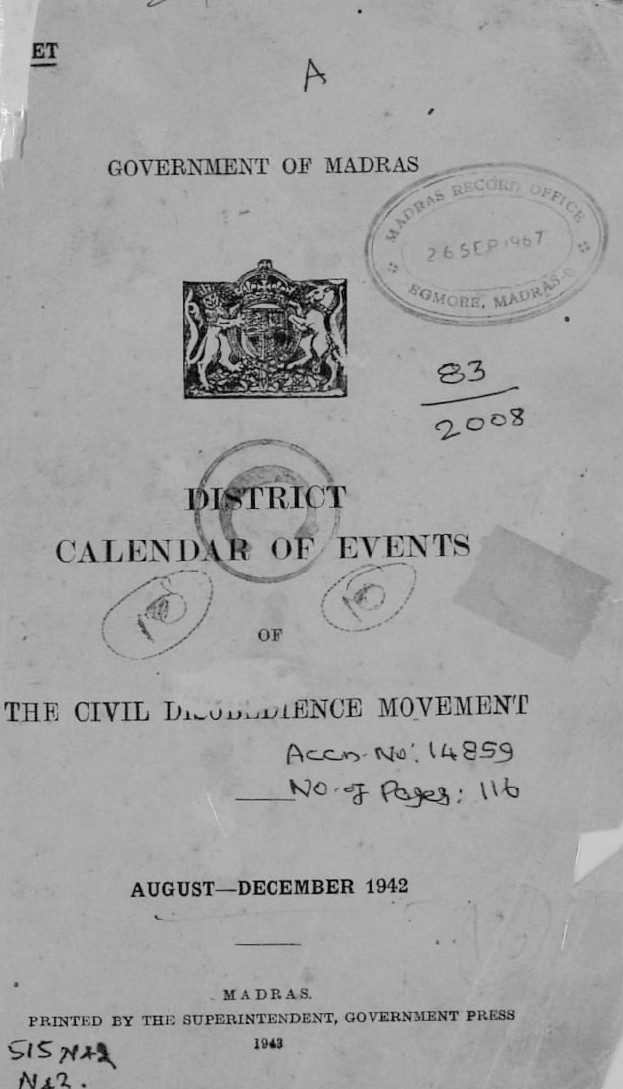 ET
A
GOVERNMENT OF MADRAS
MADRAS RECORD OFFICE
26 SEP 1967
EGMORE, MADRAS-8
83
2008
DISTRICT
CALENDAR OF EVENTS
OF
THE CIVIL DISOBEDIENCE MOVEMENT
Accn. No: 14859
No. of Pages: 116
AUGUST—DECEMBER 1942
MADRAS.
PRINTED BY THE SUPERINTENDENT, GOVERNMENT PRESS
1943